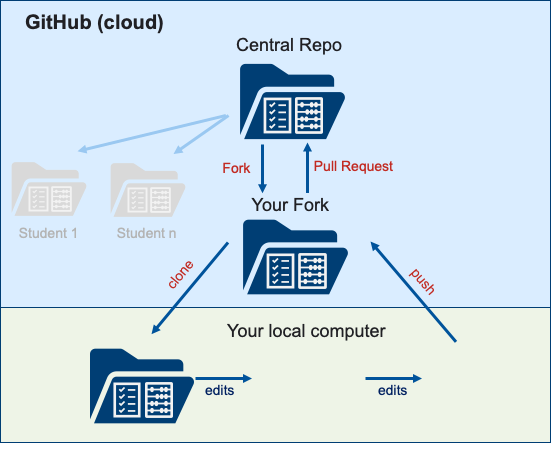 GitHub (cloud)
Central Repo
Fork
Pull Request
Your Fork
Student 1
Student n
clone
push
Your local computer
edits
edits